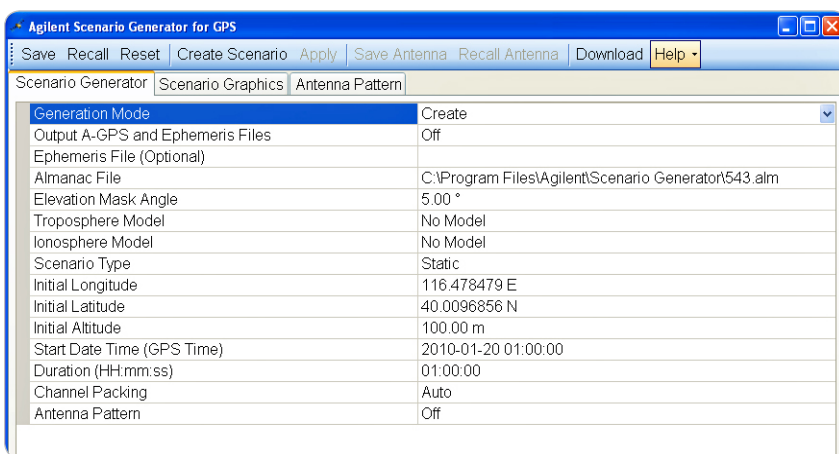 Agilent Scenario Generator for GPS
Save Recall Reset Create Scenario Apply Save Antenna Recall Antenna Download Help
Scenario Generator Scenario Graphics Antenna Pattern
Generation Mode Create
Output A-GPS and Ephemeris Files Off
Ephemeris File (Optional)
Almanac File C:\Program Files\Agilent\Scenario Generator\543.alm
Elevation Mask Angle 5.00 °
Troposphere Model No Model
Ionosphere Model No Model
Scenario Type Static
Initial Longitude 116.478479 E
Initial Latitude 40.0096856 N
Initial Altitude 100.00 m
Start Date Time (GPS Time) 2010-01-20 01:00:00
Duration (HH:mm:ss) 01:00:00
Channel Packing Auto
Antenna Pattern Off